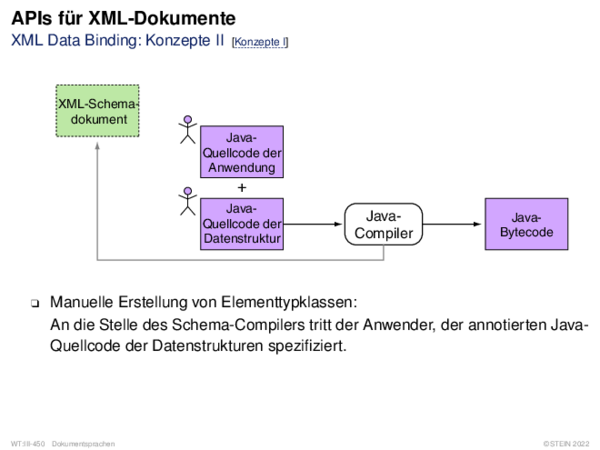 APIs für XML-Dokumente
XML Data Binding: Konzepte II [Konzepte I]
XML-Schema-
dokument
Java-
Quellcode der
Anwendung
+
Java-
Quellcode der
Datenstruktur
Java-
Compiler
Java-
Bytecode
❑ Manuelle Erstellung von Elementtypklassen:
An die Stelle des Schema-Compilers tritt der Anwender, der annotierten Java-
Quellcode der Datenstrukturen spezifiziert.
WT:III-450 Dokumentsprachen
©STEIN 2022